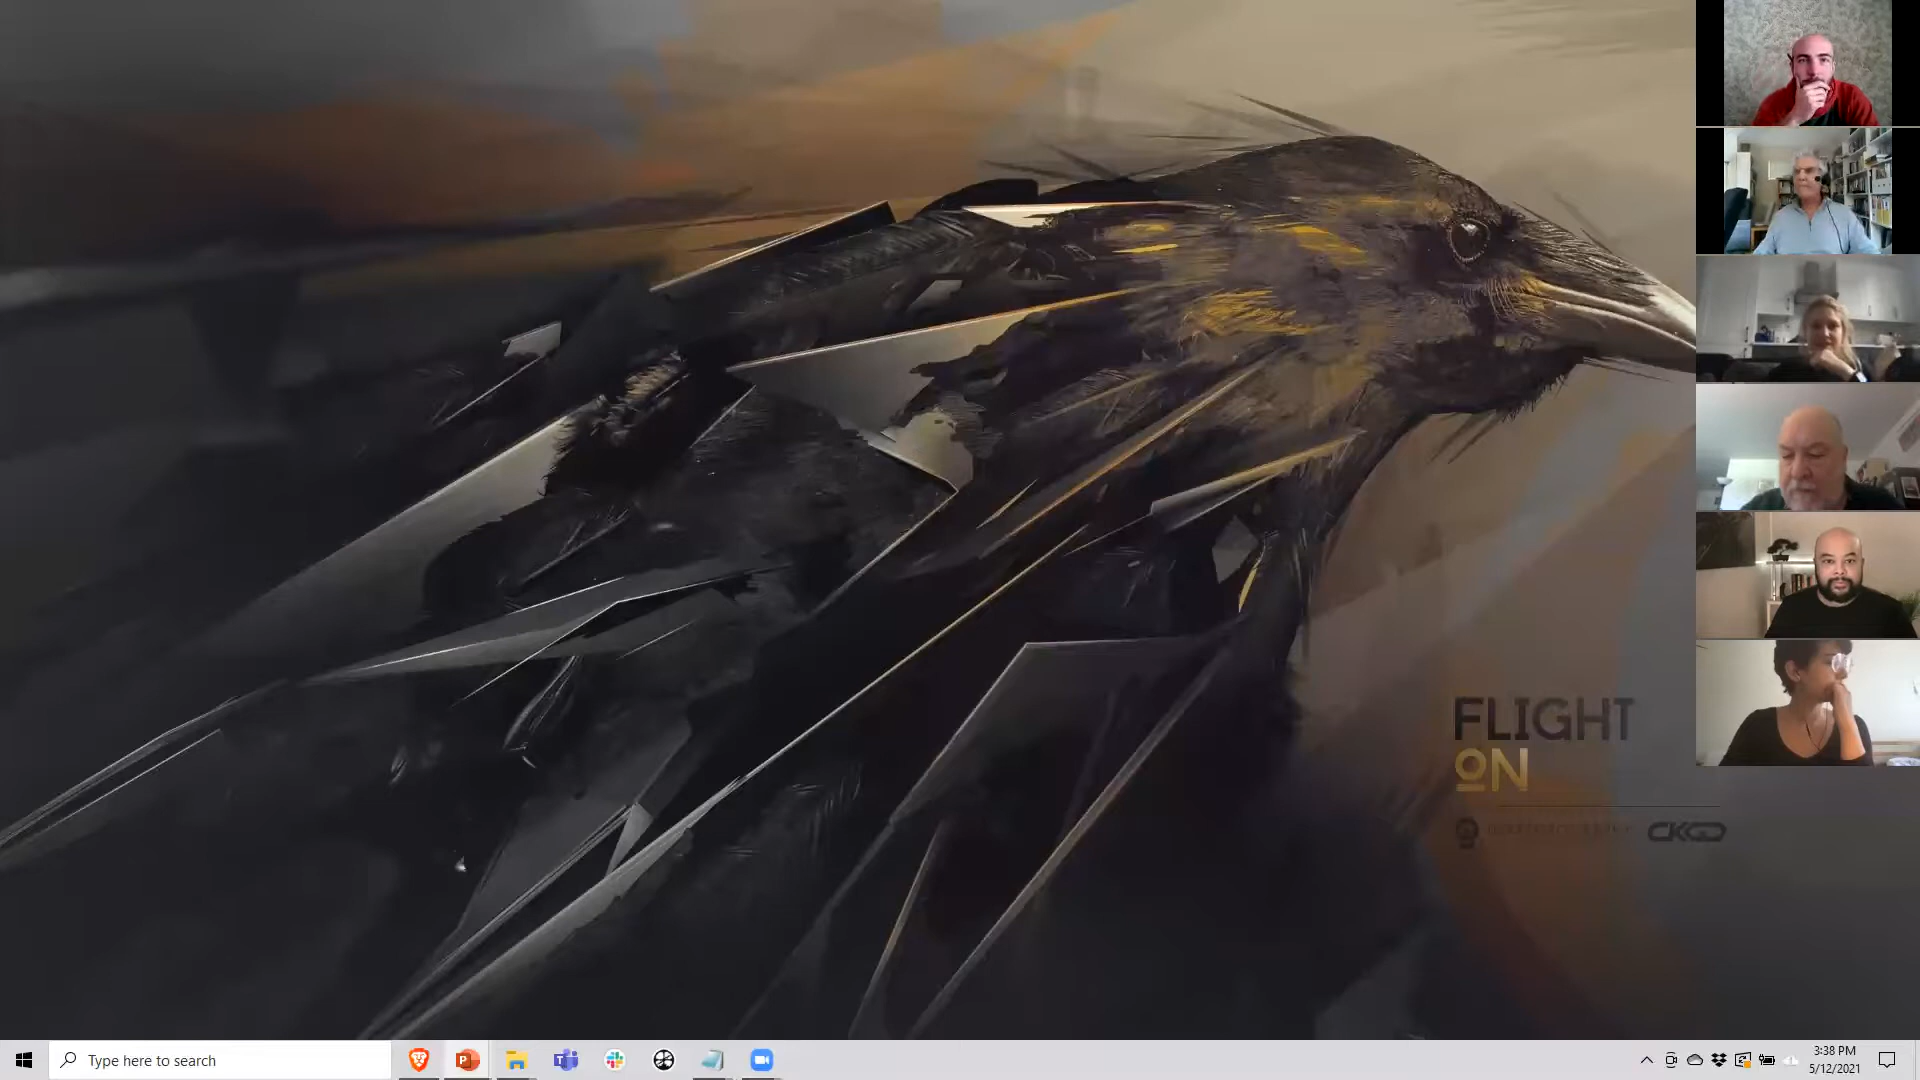 FLIGHT
ON
CKGD
Type here to search
3:38 PM
5/12/2021